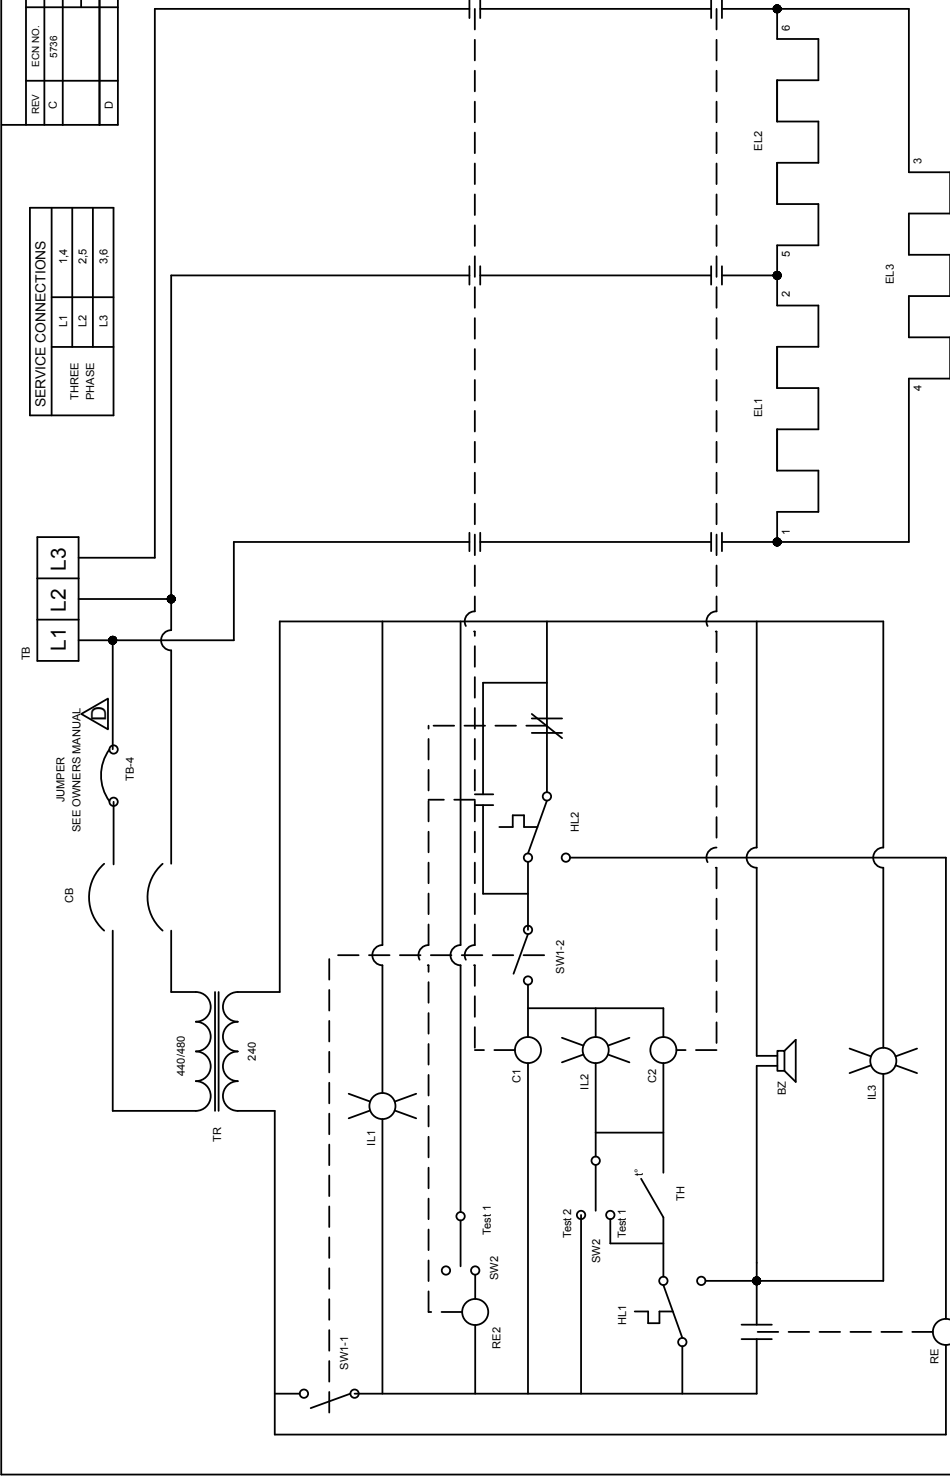 REV
ECN NO.
C
5736
D
SERVICE CONNECTIONS
THREE
PHASE
L1
1,4
L2
2,5
L3
3,6
TB
L1
L2
L3
JUMPER
SEE OWNERS MANUAL
D
TB-4
CB
440/480
240
TR
SW1-1
IL1
Test 1
SW2
RE2
HL2
SW1-2
C1
IL2
C2
Test 2
Test 1
SW2
t°
TH
HL1
BZ
IL3
RE
EL1
1
2
EL2
5
6
EL3
4
3